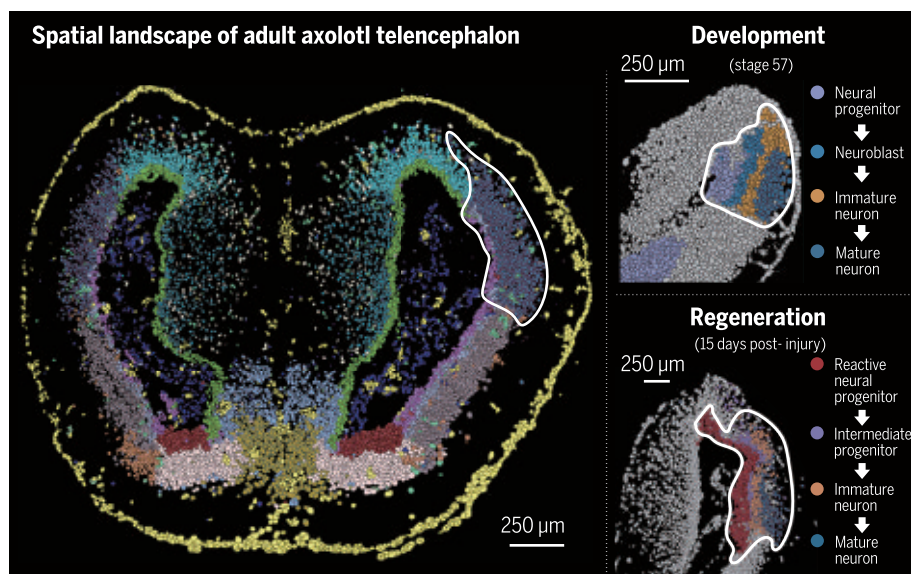 Spatial landscape of adult axolotl telencephalon
250 µm
Development
(stage 57)
250 µm
Neural
progenitor
Neuroblast
Immature
neuron
Mature
neuron
Regeneration
(15 days post- injury)
250 µm
Reactive
neural
progenitor
Intermediate
progenitor
Immature
neuron
Mature
neuron